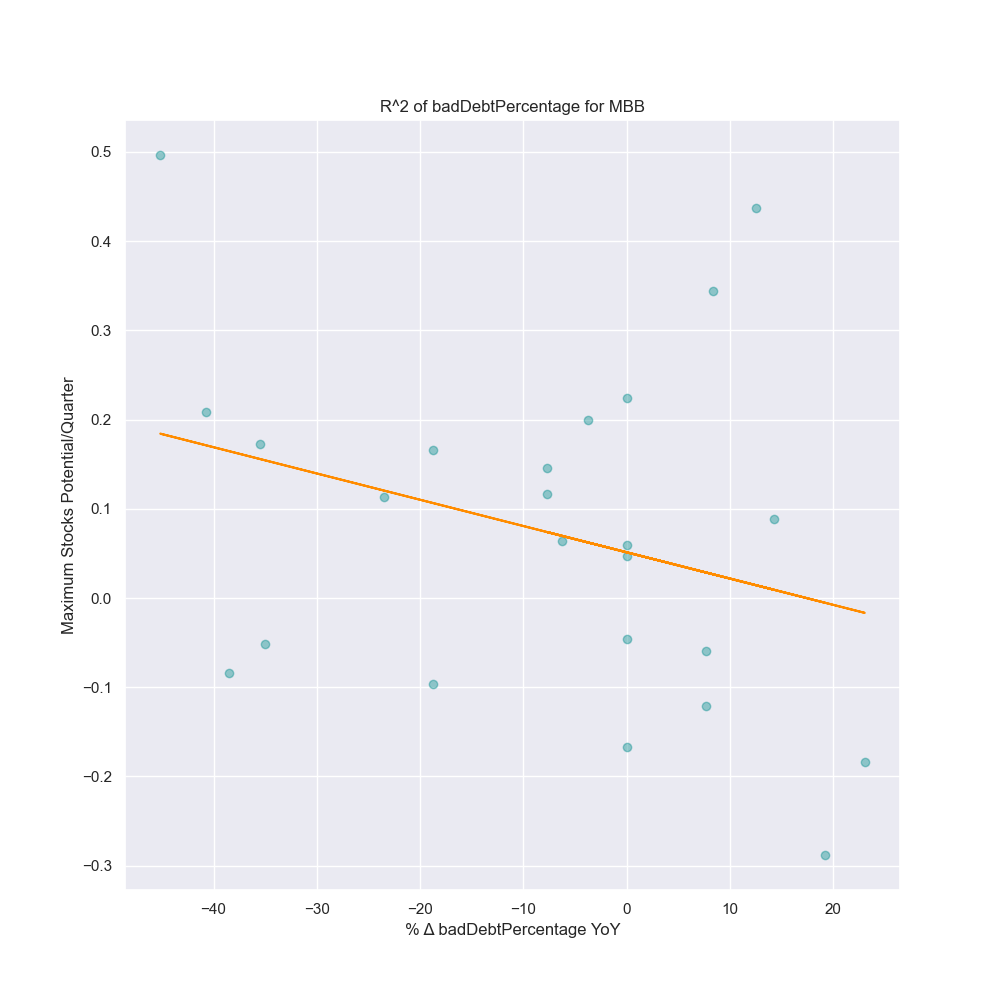 R^2 of badDebtPercentage for MBB
Maximum Stocks Potential/Quarter
0.5
0.4
0.3
0.2
0.1
0.0
−0.1
−0.2
−0.3
−40 −30 −20 −10 0 10 20
% Δ badDebtPercentage YoY